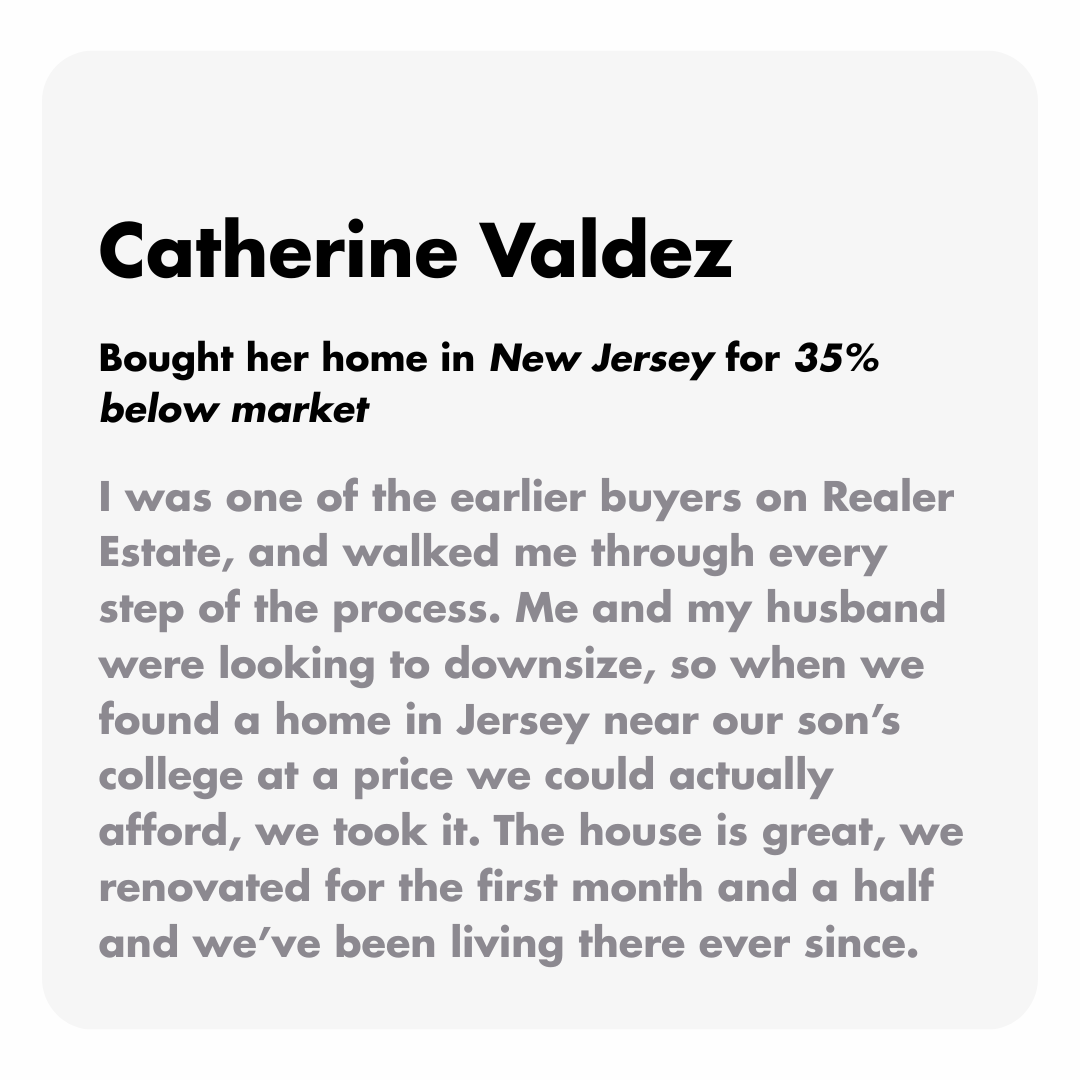 Catherine Valdez
Bought her home in New Jersey for 35%
below market
I was one of the earlier buyers on Realer
Estate, and walked me through every
step of the process. Me and my husband
were looking to downsize, so when we
found a home in Jersey near our son’s
college at a price we could actually
afford, we took it. The house is great, we
renovated for the first month and a half
and we’ve been living there ever since.